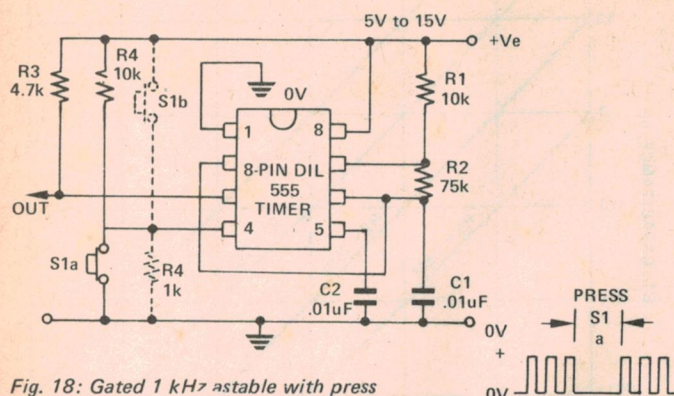 5V to 15V
+Ve
R3
4.7k
R4
10k
S1b
0V
R1
10k
1
8
8-PIN DIL
555
TIMER
R2
75k
OUT
4
5
S1a
R4
1k
C2
.01uF
C1
.01uF
0V
PRESS
S1
a
+
0V
Fig. 18: Gated 1 kHz astable with press